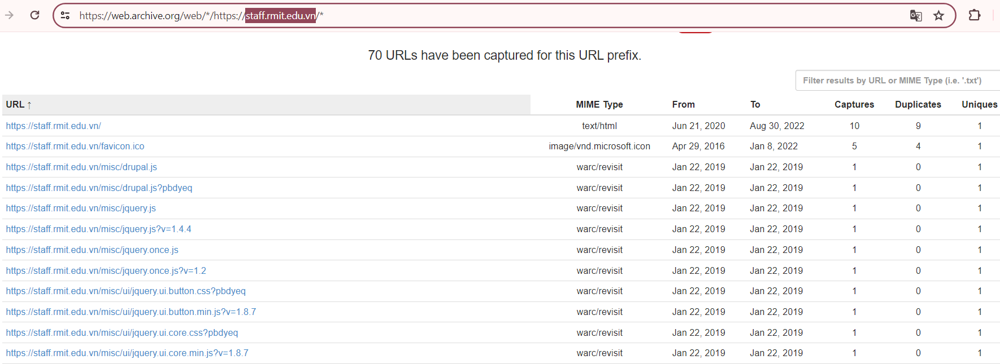 https://web.archive.org/web/*/https://staff.rmit.edu.vn/*
70 URLs have been captured for this URL prefix.
Filter results by URL or MIME Type (i.e. '.txt')
URL ↑ MIME Type From To Captures Duplicates Uniques
https://staff.rmit.edu.vn/ text/html Jun 21, 2020 Aug 30, 2022 10 9 1
https://staff.rmit.edu.vn/favicon.ico image/vnd.microsoft.icon Apr 29, 2016 Jan 8, 2022 5 4 1
https://staff.rmit.edu.vn/misc/drupal.js warc/revisit Jan 22, 2019 Jan 22, 2019 1 0 1
https://staff.rmit.edu.vn/misc/drupal.js?pbdyeq warc/revisit Jan 22, 2019 Jan 22, 2019 1 0 1
https://staff.rmit.edu.vn/misc/jquery.js warc/revisit Jan 22, 2019 Jan 22, 2019 1 0 1
https://staff.rmit.edu.vn/misc/jquery.js?v=1.4.4 warc/revisit Jan 22, 2019 Jan 22, 2019 1 0 1
https://staff.rmit.edu.vn/misc/jquery.once.js warc/revisit Jan 22, 2019 Jan 22, 2019 1 0 1
https://staff.rmit.edu.vn/misc/jquery.once.js?v=1.2 warc/revisit Jan 22, 2019 Jan 22, 2019 1 0 1
https://staff.rmit.edu.vn/misc/ui/jquery.ui.button.css?pbdyeq warc/revisit Jan 22, 2019 Jan 22, 2019 1 0 1
https://staff.rmit.edu.vn/misc/ui/jquery.ui.button.min.js?v=1.8.7 warc/revisit Jan 22, 2019 Jan 22, 2019 1 0 1
https://staff.rmit.edu.vn/misc/ui/jquery.ui.core.css?pbdyeq warc/revisit Jan 22, 2019 Jan 22, 2019 1 0 1
https://staff.rmit.edu.vn/misc/ui/jquery.ui.core.min.js?v=1.8.7 warc/revisit Jan 22, 2019 Jan 22, 2019 1 0 1